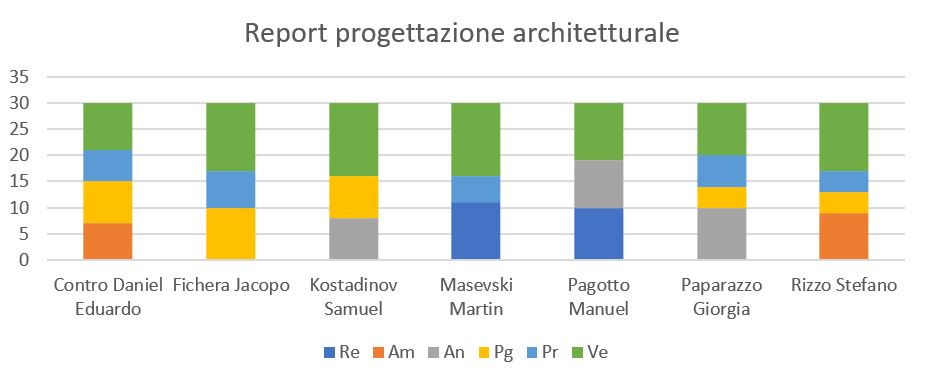 Report progettazione architetturale
35
30
25
20
15
10
5
0
Contro Daniel Eduardo
Fichera Jacopo
Kostadinov Samuel
Masevski Martin
Pagotto Manuel
Paparazzo Giorgia
Rizzo Stefano
Re Am An Pg Pr Ve